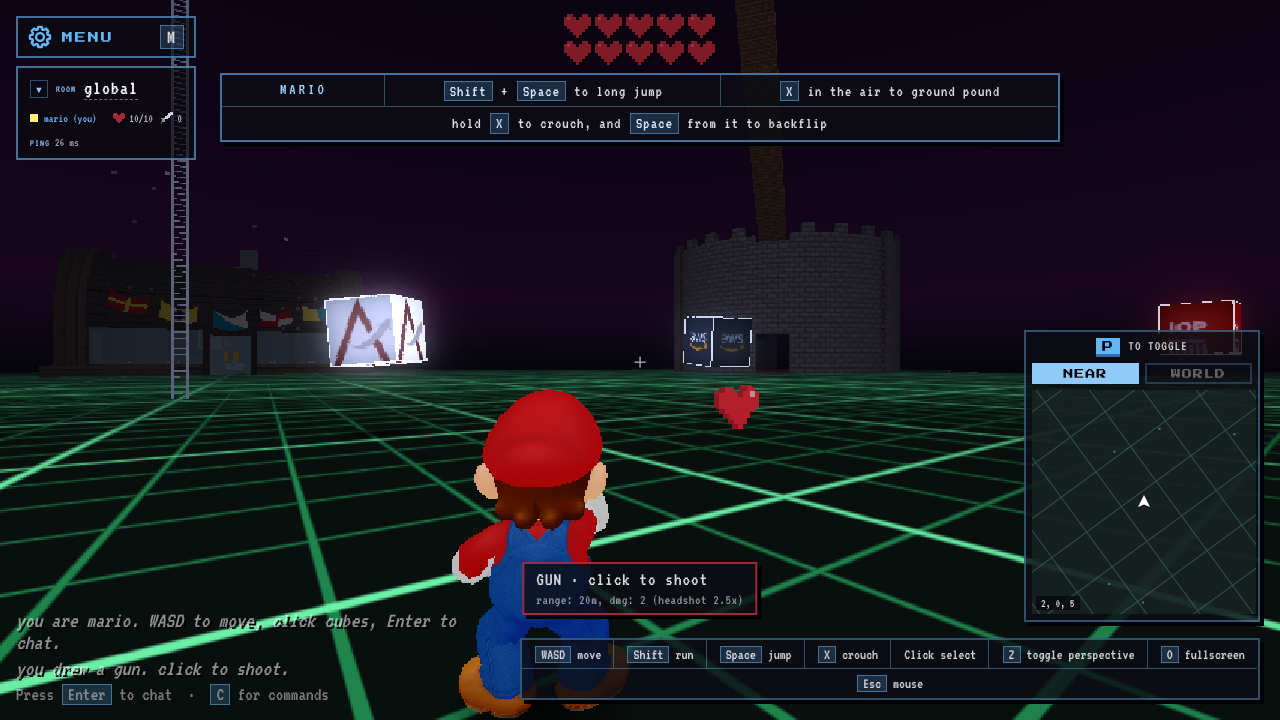 MENU M
▼ ROOM global
mario (you) 10/10 0
PING 26 ms
MARIO
Shift + Space to long jump
X in the air to ground pound
hold X to crouch, and Space from it to backflip
P TO TOGGLE
NEAR WORLD
2, 0, 5
GUN · click to shoot
range: 20m, dmg: 2 (headshot 2.5x)
you are mario. WASD to move, click cubes, Enter to
chat.
you drew a gun. click to shoot.
Press Enter to chat · C for commands
WASD move Shift run Space jump X crouch Click select Z toggle perspective O fullscreen
Esc mouse